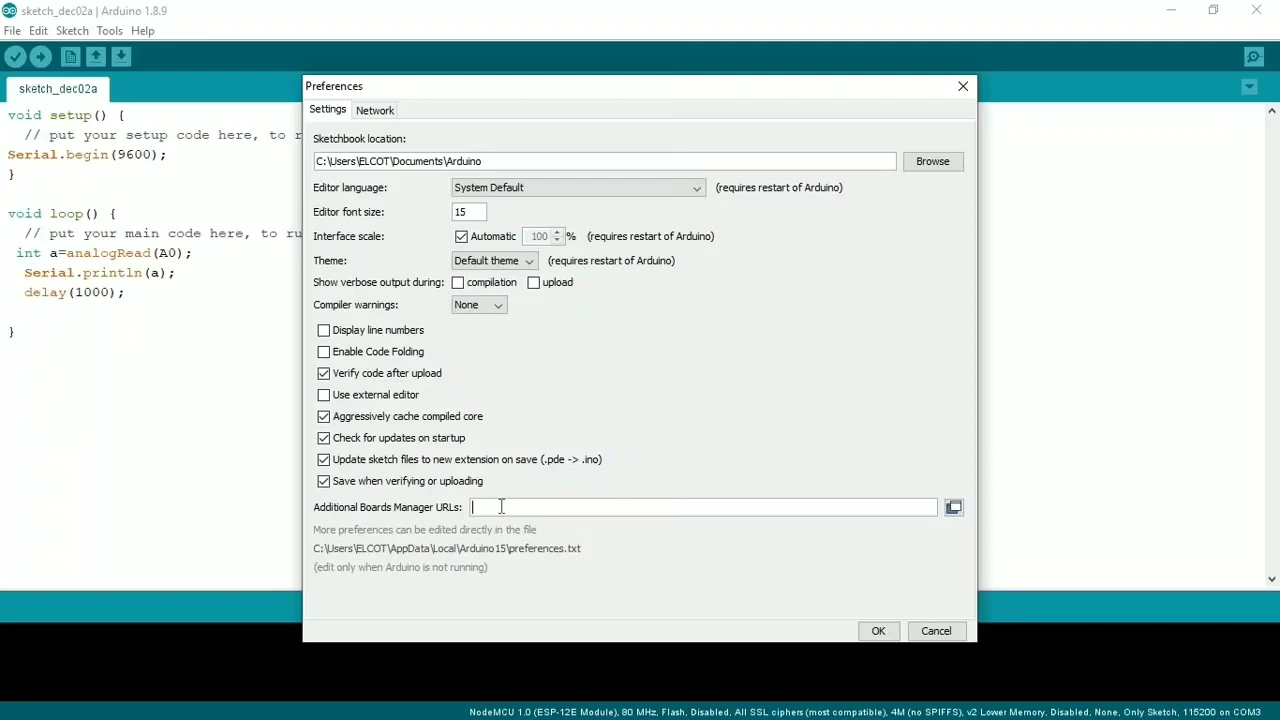 sketch_dec02a | Arduino 1.8.9
File Edit Sketch Tools Help
sketch_dec02a
void setup() {
// put your setup code here, to r
Serial.begin(9600);
}
void loop() {
// put your main code here, to ru
int a=analogRead(A0);
Serial.println(a);
delay(1000);
}
Preferences
Settings Network
Sketchbook location:
C:\Users\ELCOT\Documents\Arduino Browse
Editor language: System Default (requires restart of Arduino)
Editor font size: 15
Interface scale: Automatic 100 % (requires restart of Arduino)
Theme: Default theme (requires restart of Arduino)
Show verbose output during: compilation upload
Compiler warnings: None
Display line numbers
Enable Code Folding
Verify code after upload
Use external editor
Aggressively cache compiled core
Check for updates on startup
Update sketch files to new extension on save (.pde -> .ino)
Save when verifying or uploading
Additional Boards Manager URLs:
More preferences can be edited directly in the file
C:\Users\ELCOT\AppData\Local\Arduino15\preferences.txt
(edit only when Arduino is not running)
OK Cancel
NodeMCU 1.0 (ESP-12E Module), 80 MHz, Flash, Disabled, All SSL ciphers (most compatible), 4M (no SPIFFS), v2 Lower Memory, Disabled, None, Only Sketch, 115200 on COM3